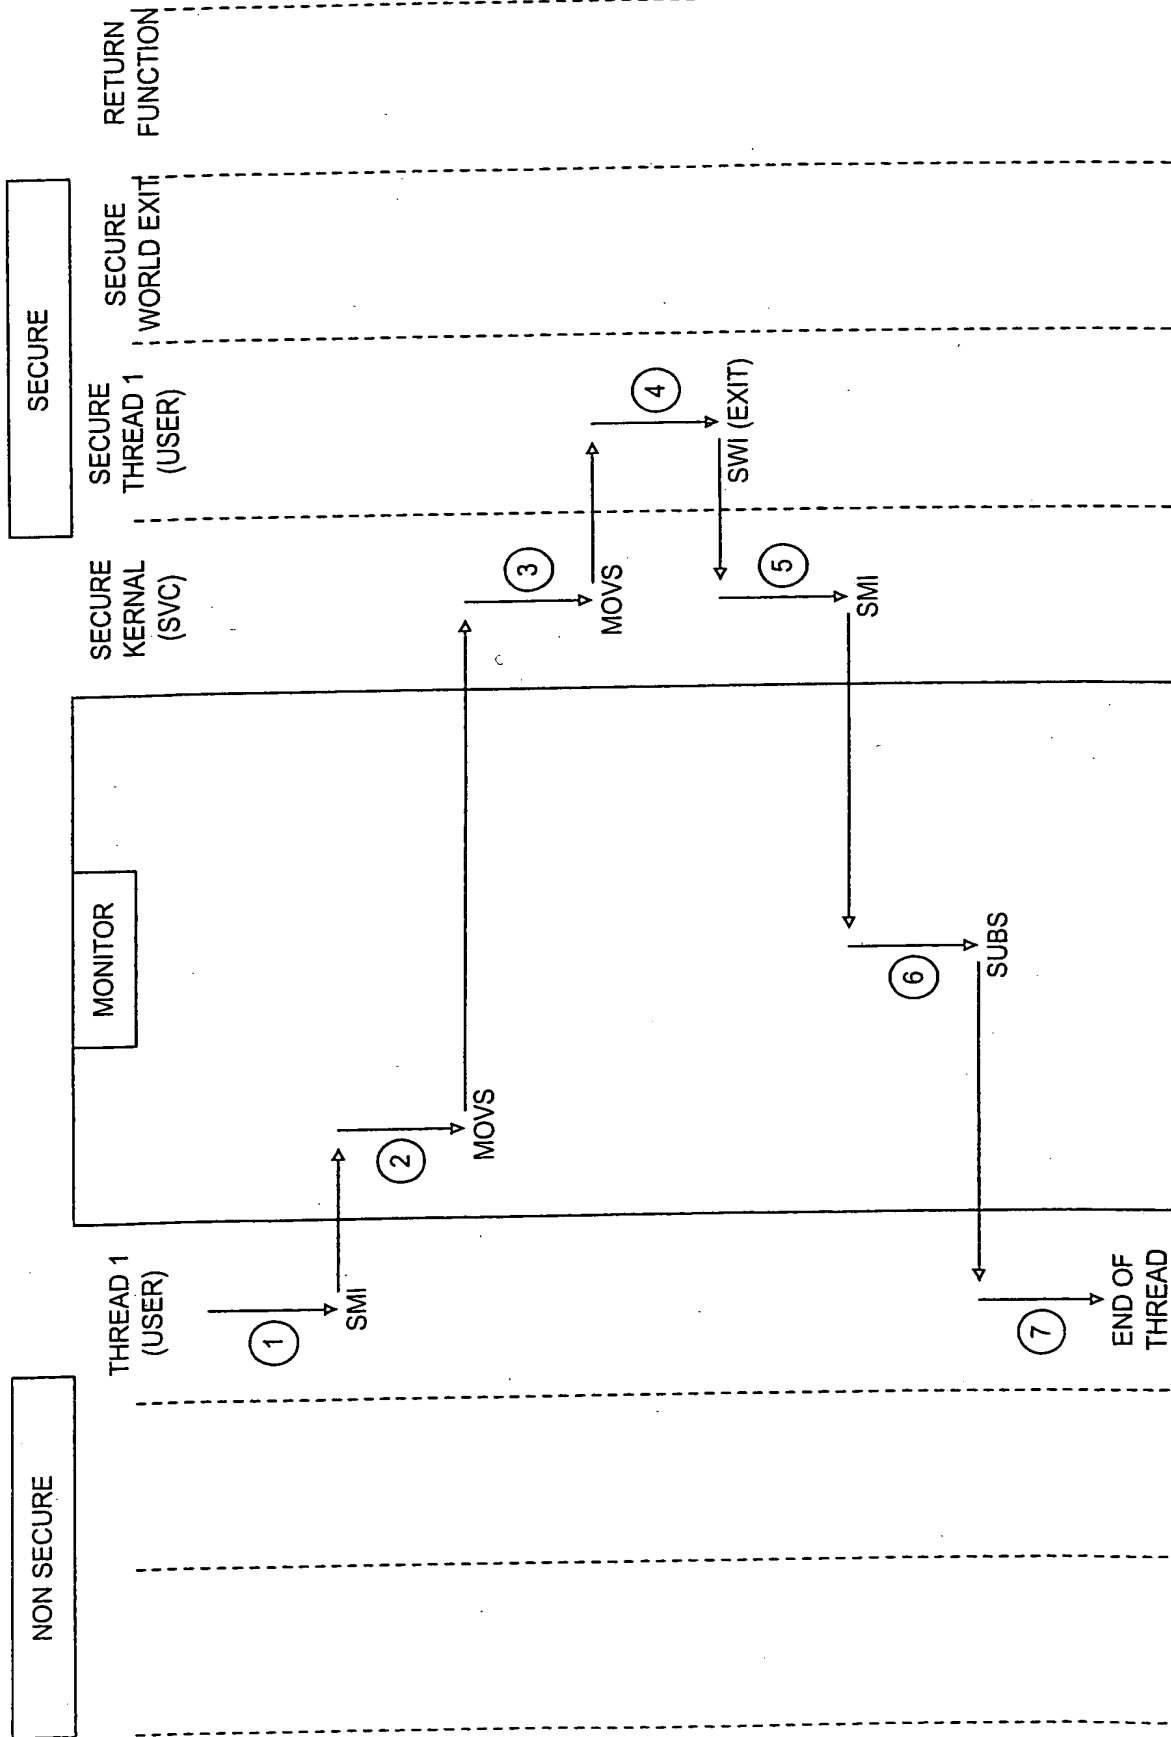 NON SECURE
SECURE
MONITOR
THREAD 1
(USER)
SECURE
KERNAL
(SVC)
SECURE
THREAD 1
(USER)
SECURE
WORLD EXIT
RETURN
FUNCTION
1
SMI
2
MOVS
3
MOVS
4
SWI (EXIT)
5
SMI
6
SUBS
7
END OF
THREAD